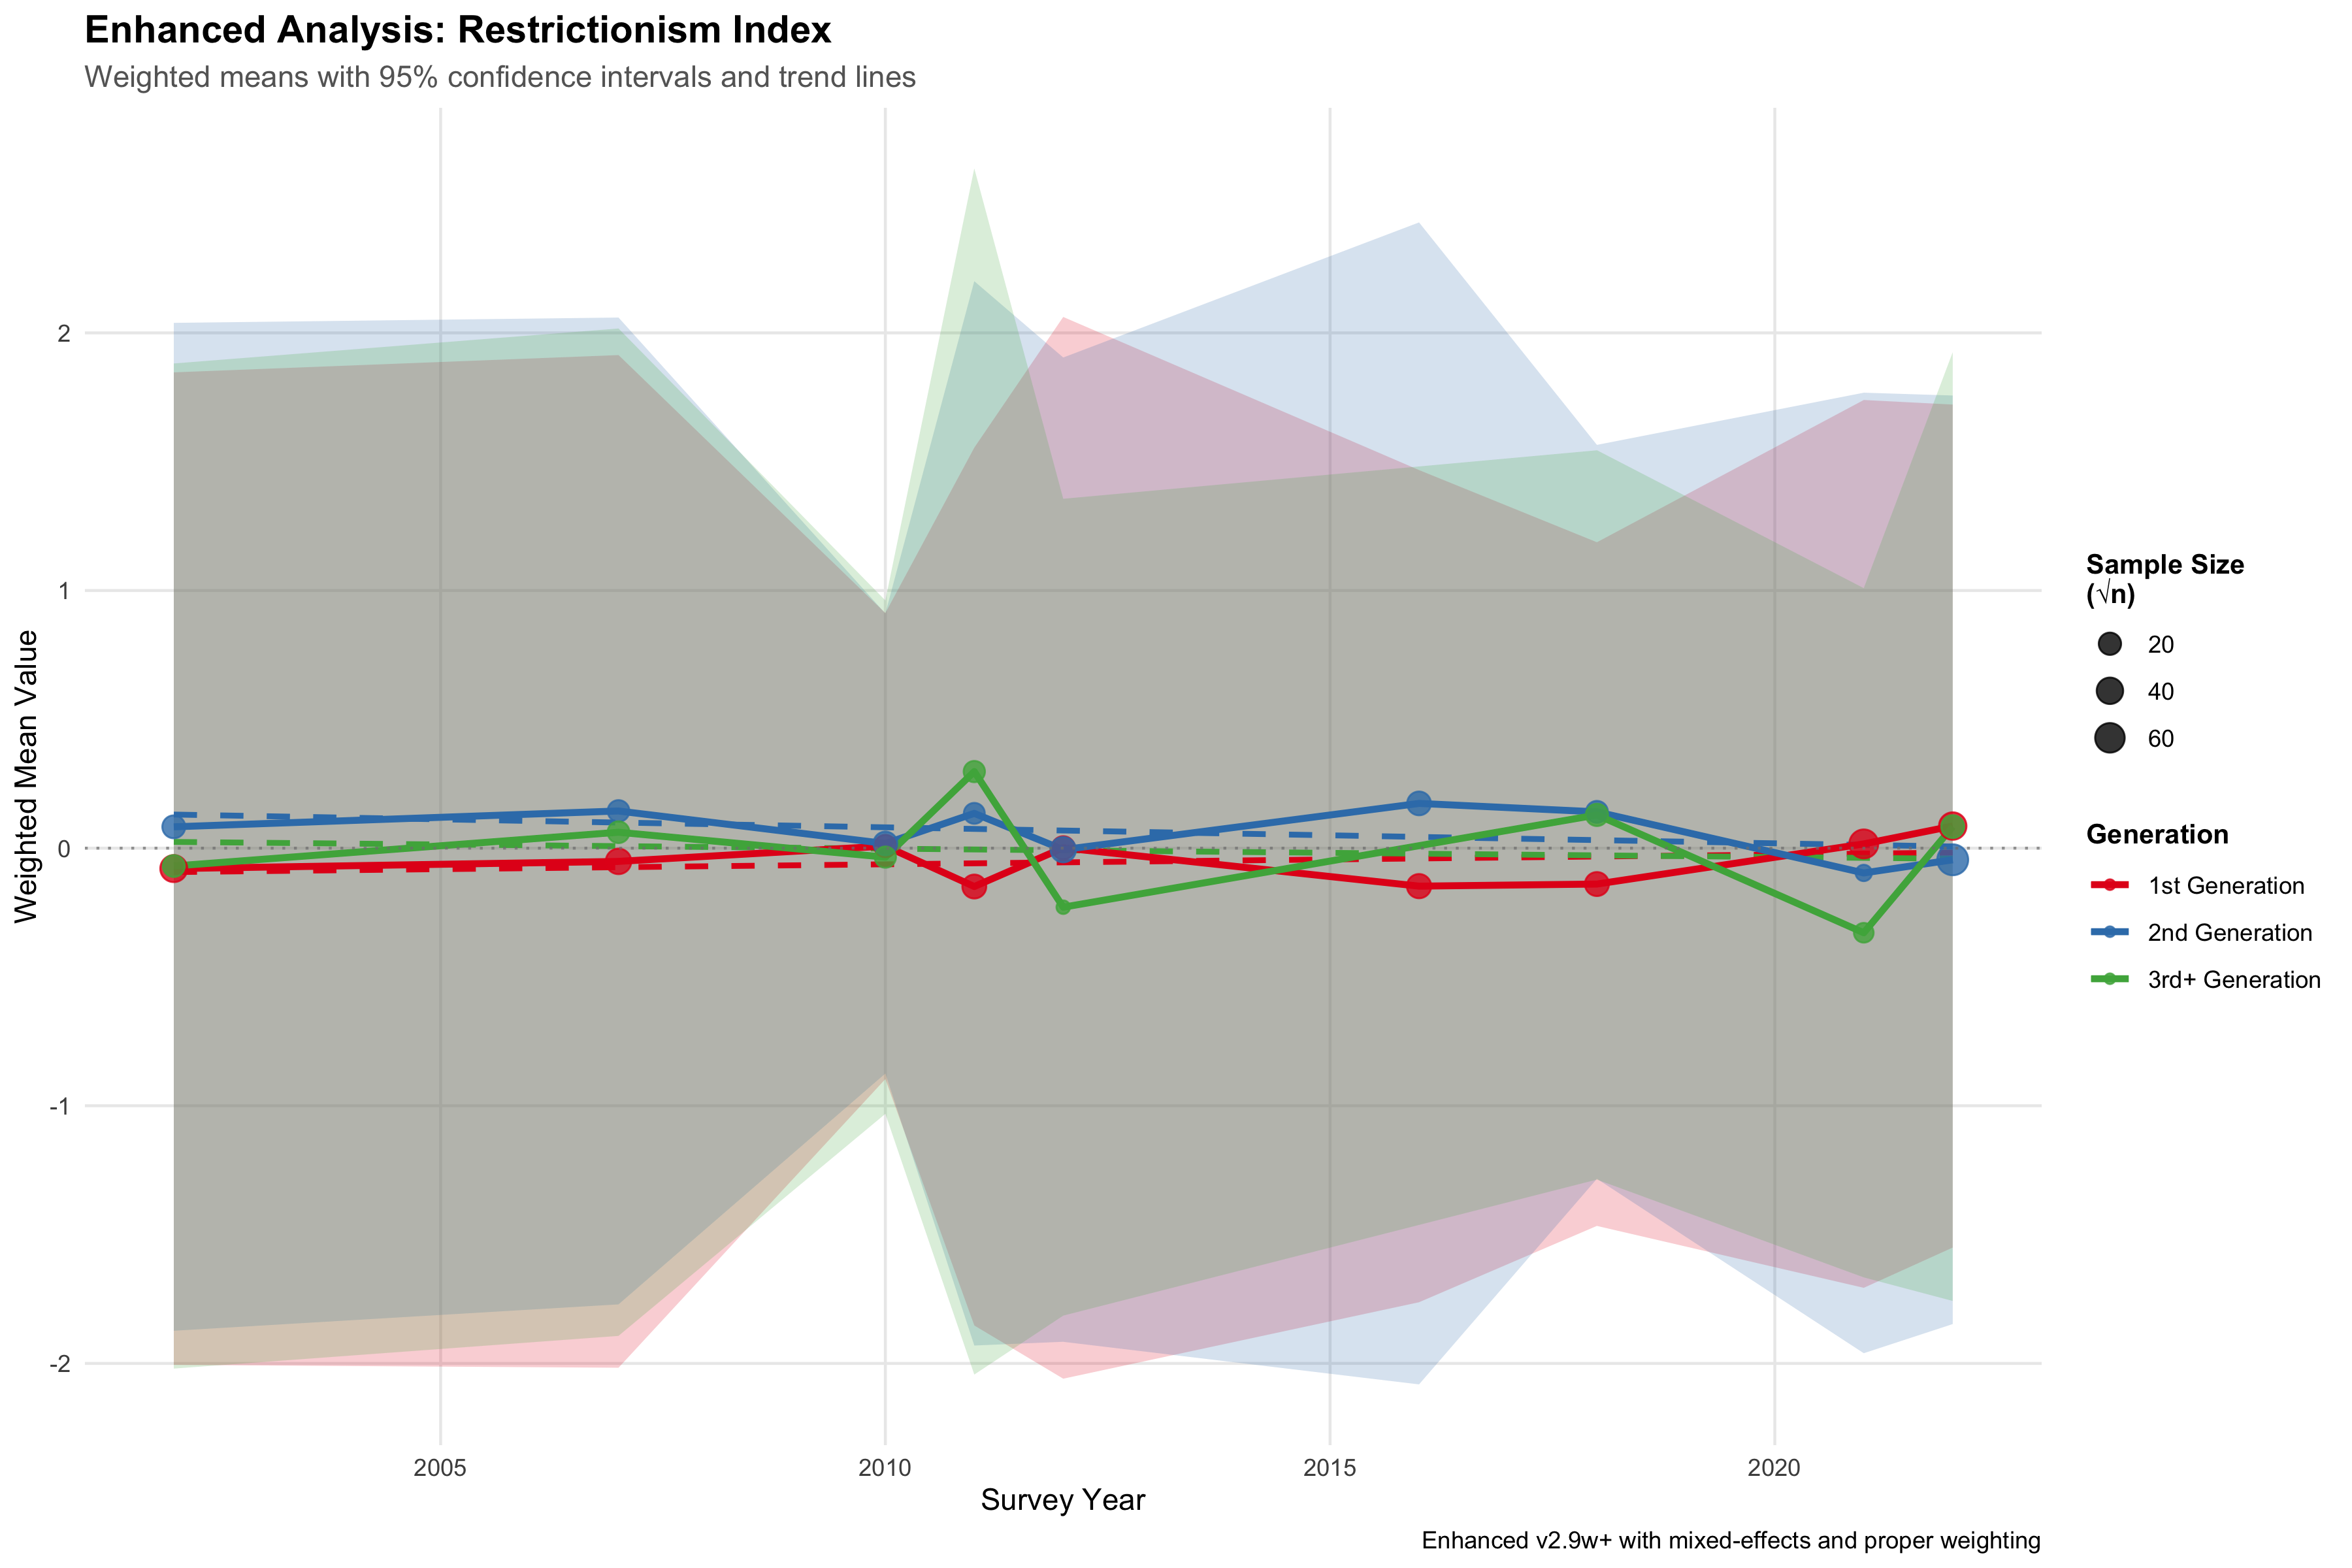 Enhanced Analysis: Restrictionism Index
Weighted means with 95% confidence intervals and trend lines
Weighted Mean Value
2
1
0
-1
-2
2005
2010
2015
2020
Survey Year
Sample Size
(√n)
20
40
60
Generation
1st Generation
2nd Generation
3rd+ Generation
Enhanced v2.9w+ with mixed-effects and proper weighting